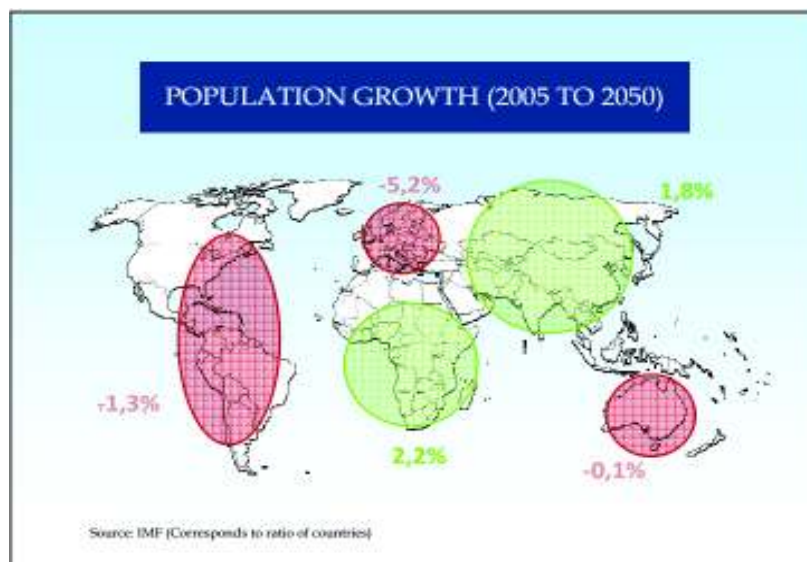 POPULATION GROWTH (2005 TO 2050)
-5,2%
1,8%
1,3%
2,2%
-0,1%
Source: IMF (Corresponds to ratio of countries)